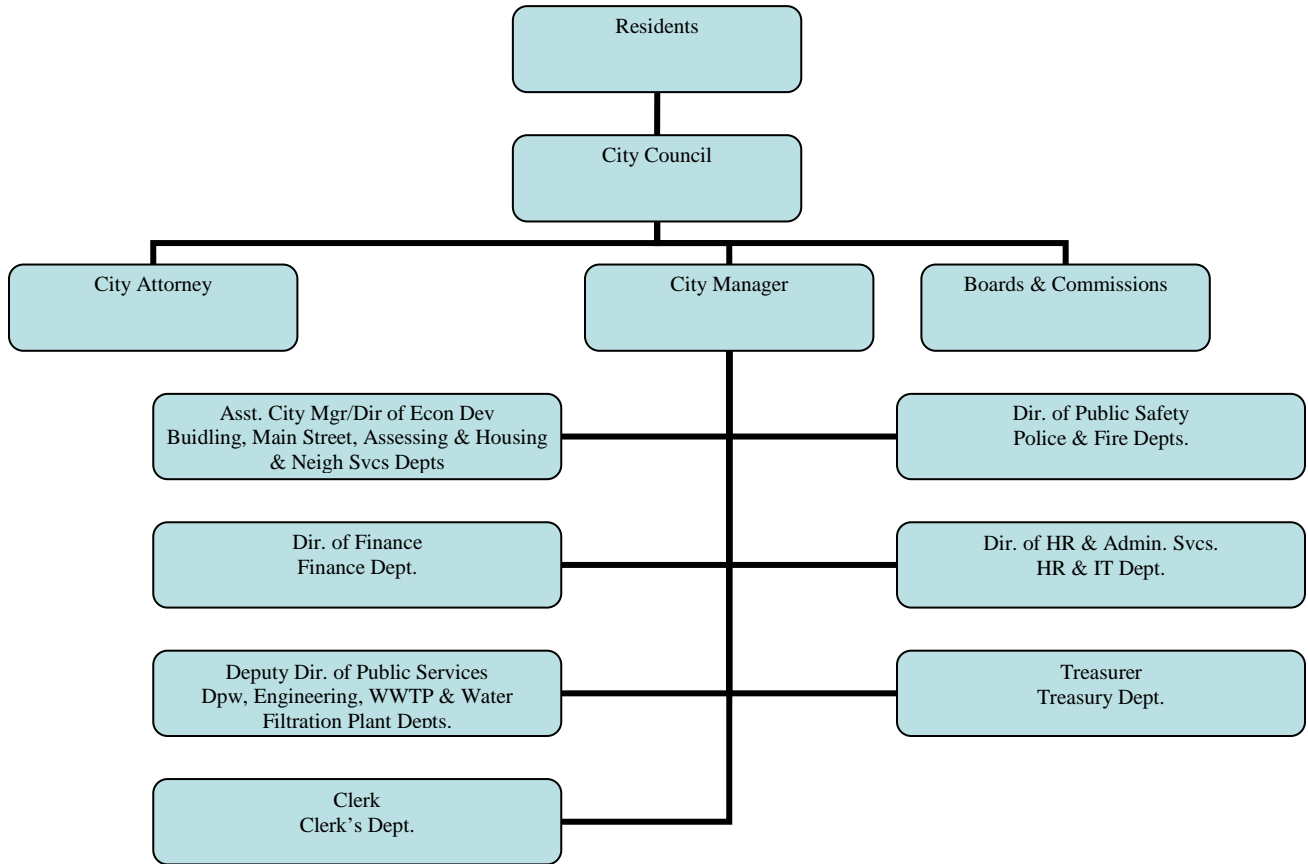 Residents
City Council
City Attorney
City Manager
Boards & Commissions
Asst. City Mgr/Dir of Econ Dev
Buidling, Main Street, Assessing & Housing
& Neigh Svcs Depts
Dir. of Public Safety
Police & Fire Depts.
Dir. of Finance
Finance Dept.
Dir. of HR & Admin. Svcs.
HR & IT Dept.
Deputy Dir. of Public Services
Dpw, Engineering, WWTP & Water
Filtration Plant Depts.
Treasurer
Treasury Dept.
Clerk
Clerk’s Dept.